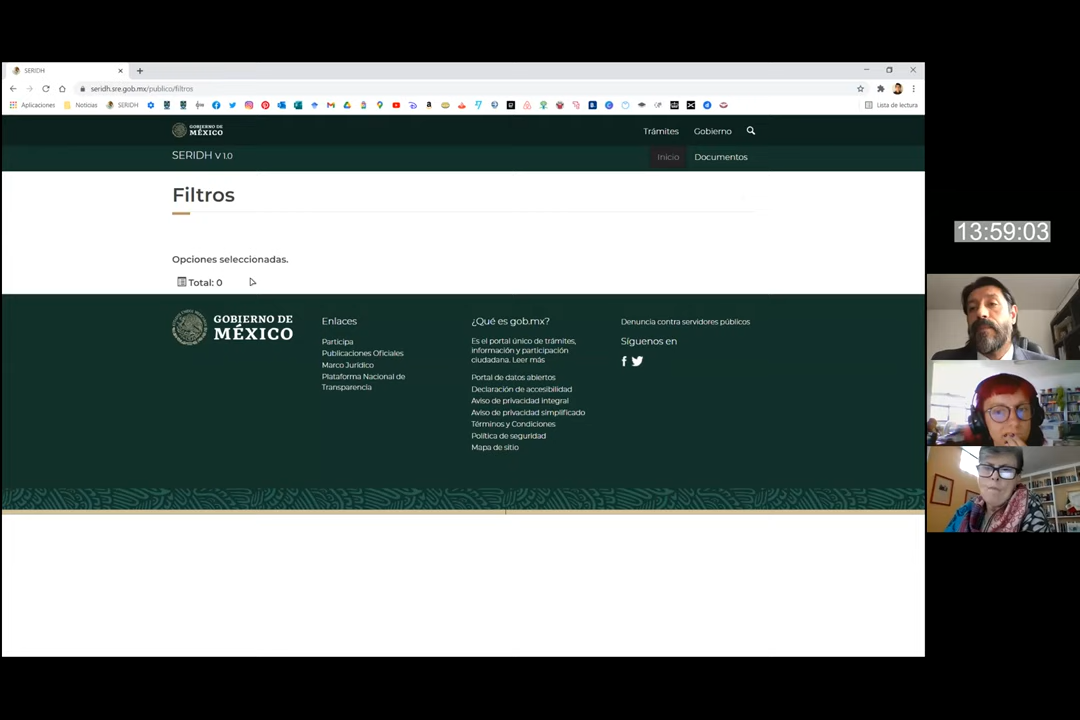 SERIDH
seridh.sre.gob.mx/publico/filtros
Aplicaciones
Noticias
SERIDH
Lista de lectura
GOBIERNO DE
MÉXICO
Trámites
Gobierno
SERIDH V 1.0
Inicio
Documentos
Filtros
Opciones seleccionadas.
Total: 0
GOBIERNO DE
MÉXICO
Enlaces
Participa
Publicaciones Oficiales
Marco Jurídico
Plataforma Nacional de
Transparencia
¿Qué es gob.mx?
Es el portal único de trámites,
información y participación
ciudadana. Leer más
Portal de datos abiertos
Declaración de accesibilidad
Aviso de privacidad integral
Aviso de privacidad simplificado
Términos y Condiciones
Política de seguridad
Mapa de sitio
Denuncia contra servidores públicos
Síguenos en
13:59:03